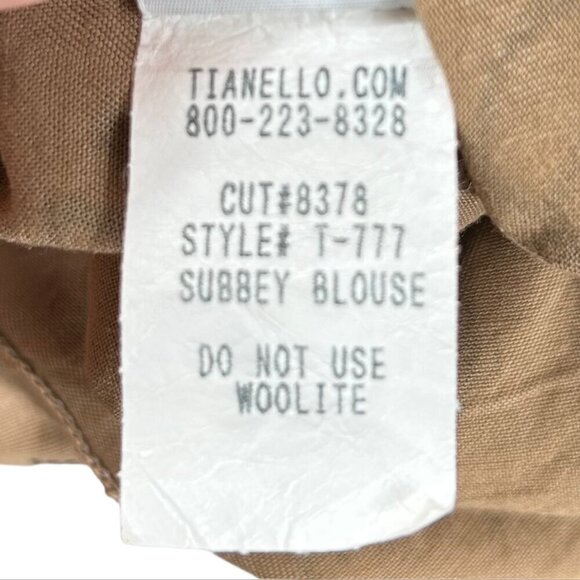 TIANELLO.COM
800-223-8328
CUT#8378
STYLE# T-777
SUBBEY BLOUSE
DO NOT USE
WOOLITE